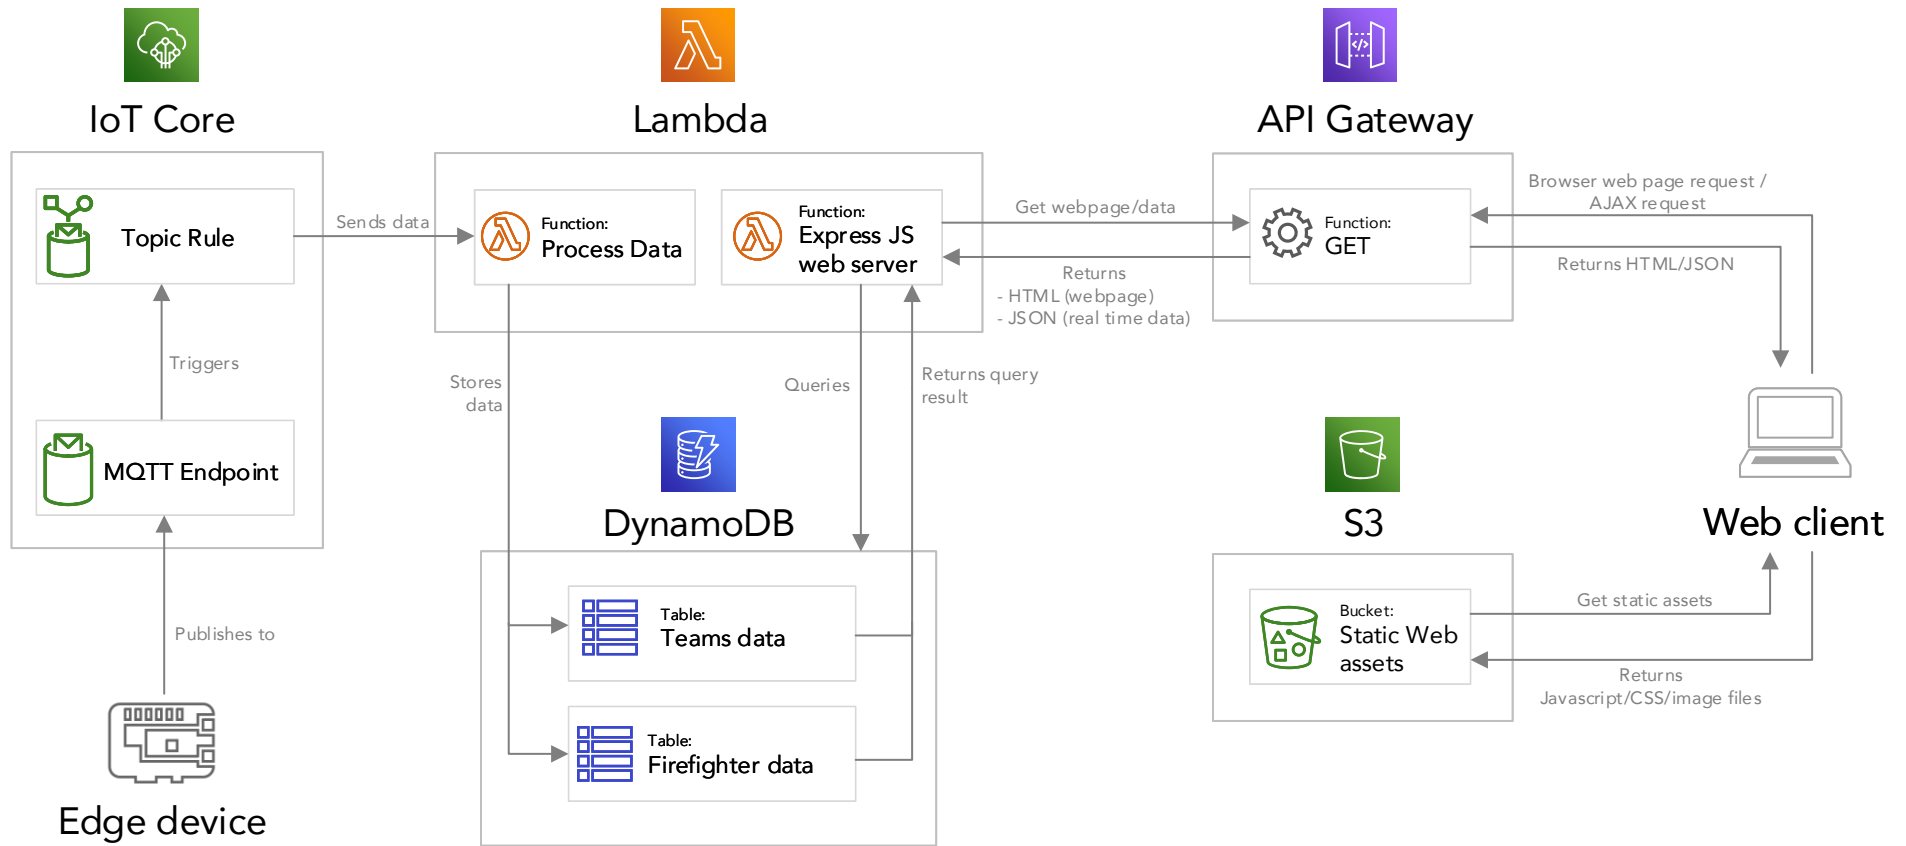 IoT Core
Lambda
API Gateway
Topic Rule
Sends data
Function:
Process Data
Function:
Express JS
web server
Get webpage/data
Returns
- HTML (webpage)
- JSON (real time data)
Function:
GET
Browser web page request /
AJAX request
Returns HTML/JSON
Triggers
Stores
data
Queries
Returns query
result
MQTT Endpoint
DynamoDB
S3
Web client
Publishes to
Table:
Teams data
Table:
Firefighter data
Bucket:
Static Web
assets
Get static assets
Returns
Javascript/CSS/image files
Edge device